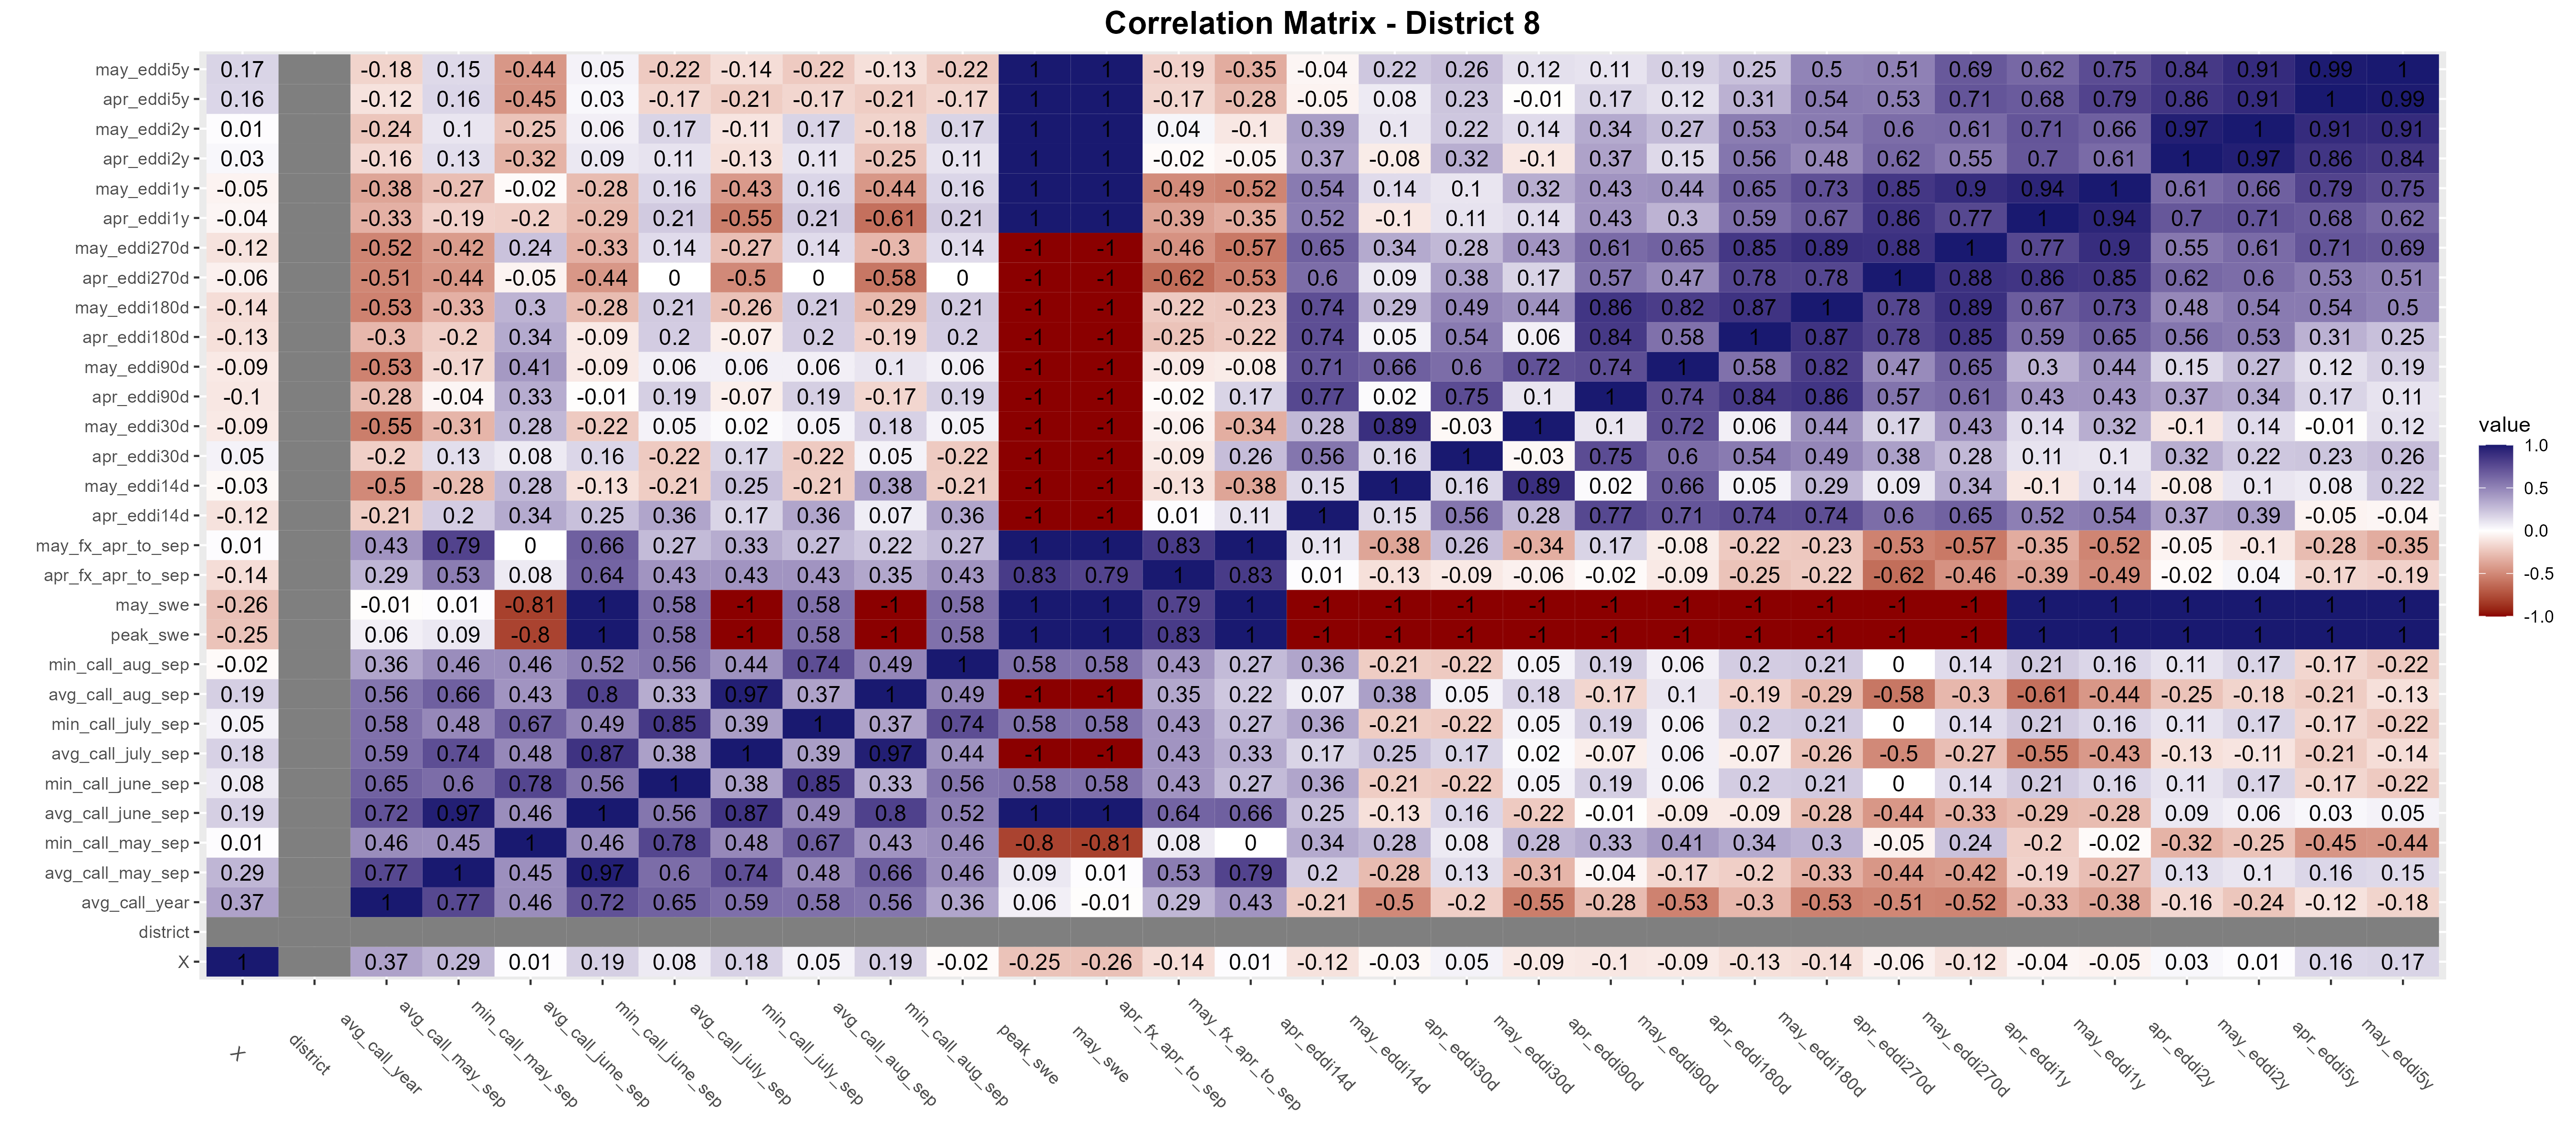 Correlation Matrix - District 8
may_eddi5y 0.17 -0.18 0.15 -0.44 0.05 -0.22 -0.14 -0.22 -0.13 -0.22 1 1 -0.19 -0.35 -0.04 0.22 0.26 0.12 0.11 0.19 0.25 0.5 0.51 0.69 0.62 0.75 0.84 0.91 0.99 1
apr_eddi5y 0.16 -0.12 0.16 -0.45 0.03 -0.17 -0.21 -0.17 -0.21 -0.17 1 1 -0.17 -0.28 -0.05 0.08 0.23 -0.01 0.17 0.12 0.31 0.54 0.53 0.71 0.68 0.79 0.86 0.91 1 0.99
may_eddi2y 0.01 -0.24 0.1 -0.25 0.06 0.17 -0.11 0.17 -0.18 0.17 1 1 0.04 -0.1 0.39 0.1 0.22 0.14 0.34 0.27 0.53 0.54 0.6 0.61 0.71 0.66 0.97 1 0.91 0.91
apr_eddi2y 0.03 -0.16 0.13 -0.32 0.09 0.11 -0.13 0.11 -0.25 0.11 1 1 -0.02 -0.05 0.37 -0.08 0.32 -0.1 0.37 0.15 0.56 0.48 0.62 0.55 0.7 0.61 1 0.97 0.86 0.84
may_eddi1y -0.05 -0.38 -0.27 -0.02 -0.28 0.16 -0.43 0.16 -0.44 0.16 1 1 -0.49 -0.52 0.54 0.14 0.1 0.32 0.43 0.44 0.65 0.73 0.85 0.9 0.94 1 0.61 0.66 0.79 0.75
apr_eddi1y -0.04 -0.33 -0.19 -0.2 -0.29 0.21 -0.55 0.21 -0.61 0.21 1 1 -0.39 -0.35 0.52 -0.1 0.11 0.14 0.43 0.3 0.59 0.67 0.86 0.77 1 0.94 0.7 0.71 0.68 0.62
may_eddi270d -0.12 -0.52 -0.42 0.24 -0.33 0.14 -0.27 0.14 -0.3 0.14 -1 -1 -0.46 -0.57 0.65 0.34 0.28 0.43 0.61 0.65 0.85 0.89 0.88 1 0.77 0.9 0.55 0.61 0.71 0.69
apr_eddi270d -0.06 -0.51 -0.44 -0.05 -0.44 0 -0.5 0 -0.58 0 -1 -1 -0.62 -0.53 0.6 0.09 0.38 0.17 0.57 0.47 0.78 0.78 1 0.88 0.86 0.85 0.62 0.6 0.53 0.51
may_eddi180d -0.14 -0.53 -0.33 0.3 -0.28 0.21 -0.26 0.21 -0.29 0.21 -1 -1 -0.22 -0.23 0.74 0.29 0.49 0.44 0.86 0.82 0.87 1 0.78 0.89 0.67 0.73 0.48 0.54 0.54 0.5
apr_eddi180d -0.13 -0.3 -0.2 0.34 -0.09 0.2 -0.07 0.2 -0.19 0.2 -1 -1 -0.25 -0.22 0.74 0.05 0.54 0.06 0.84 0.58 1 0.87 0.78 0.85 0.59 0.65 0.56 0.53 0.31 0.25
may_eddi90d -0.09 -0.53 -0.17 0.41 -0.09 0.06 0.06 0.06 0.1 0.06 -1 -1 -0.09 -0.08 0.71 0.66 0.6 0.72 0.74 1 0.58 0.82 0.47 0.65 0.3 0.44 0.15 0.27 0.12 0.19
apr_eddi90d -0.1 -0.28 -0.04 0.33 -0.01 0.19 -0.07 0.19 -0.17 0.19 -1 -1 -0.02 0.17 0.77 0.02 0.75 0.1 1 0.74 0.84 0.86 0.57 0.61 0.43 0.43 0.37 0.34 0.17 0.11
may_eddi30d -0.09 -0.55 -0.31 0.28 -0.22 0.05 0.02 0.05 0.18 0.05 -1 -1 -0.06 -0.34 0.28 0.89 -0.03 1 0.1 0.72 0.06 0.44 0.17 0.43 0.14 0.32 -0.1 0.14 -0.01 0.12
apr_eddi30d 0.05 -0.2 0.13 0.08 0.16 -0.22 0.17 -0.22 0.05 -0.22 -1 -1 -0.09 0.26 0.56 0.16 1 -0.03 0.75 0.6 0.54 0.49 0.38 0.28 0.11 0.1 0.32 0.22 0.23 0.26
may_eddi14d -0.03 -0.5 -0.28 0.28 -0.13 -0.21 0.25 -0.21 0.38 -0.21 -1 -1 -0.13 -0.38 0.15 1 0.16 0.89 0.02 0.66 0.05 0.29 0.09 0.34 -0.1 0.14 -0.08 0.1 0.08 0.22
apr_eddi14d -0.12 -0.21 0.2 0.34 0.25 0.36 0.17 0.36 0.07 0.36 -1 -1 0.01 0.11 1 0.15 0.56 0.28 0.77 0.71 0.74 0.74 0.6 0.65 0.52 0.54 0.37 0.39 -0.05 -0.04
may_fx_apr_to_sep 0.01 0.43 0.79 0 0.66 0.27 0.33 0.27 0.22 0.27 1 1 0.83 1 0.11 -0.38 0.26 -0.34 0.17 -0.08 -0.22 -0.23 -0.53 -0.57 -0.35 -0.52 -0.05 -0.1 -0.28 -0.35
apr_fx_apr_to_sep -0.14 0.29 0.53 0.08 0.64 0.43 0.43 0.43 0.35 0.43 0.83 0.79 1 0.83 0.01 -0.13 -0.09 -0.06 -0.02 -0.09 -0.25 -0.22 -0.62 -0.46 -0.39 -0.49 -0.02 0.04 -0.17 -0.19
may_swe -0.26 -0.01 0.01 -0.81 1 0.58 -1 0.58 -1 0.58 1 1 0.79 1 -1 -1 -1 -1 -1 -1 -1 -1 -1 -1 1 1 1 1 1 1
peak_swe -0.25 0.06 0.09 -0.8 1 0.58 -1 0.58 -1 0.58 1 1 0.83 1 -1 -1 -1 -1 -1 -1 -1 -1 -1 -1 1 1 1 1 1 1
min_call_aug_sep -0.02 0.36 0.46 0.46 0.52 0.56 0.44 0.74 0.49 1 0.58 0.58 0.43 0.27 0.36 -0.21 -0.22 0.05 0.19 0.06 0.2 0.21 0 0.14 0.21 0.16 0.11 0.17 -0.17 -0.22
avg_call_aug_sep 0.19 0.56 0.66 0.43 0.8 0.33 0.97 0.37 1 0.49 -1 -1 0.35 0.22 0.07 0.38 0.05 0.18 -0.17 0.1 -0.19 -0.29 -0.58 -0.3 -0.61 -0.44 -0.25 -0.18 -0.21 -0.13
min_call_july_sep 0.05 0.58 0.48 0.67 0.49 0.85 0.39 1 0.37 0.74 0.58 0.58 0.43 0.27 0.36 -0.21 -0.22 0.05 0.19 0.06 0.2 0.21 0 0.14 0.21 0.16 0.11 0.17 -0.17 -0.22
avg_call_july_sep 0.18 0.59 0.74 0.48 0.87 0.38 1 0.39 0.97 0.44 -1 -1 0.43 0.33 0.17 0.25 0.17 0.02 -0.07 0.06 -0.07 -0.26 -0.5 -0.27 -0.55 -0.43 -0.13 -0.11 -0.21 -0.14
min_call_june_sep 0.08 0.65 0.6 0.78 0.56 1 0.38 0.85 0.33 0.56 0.58 0.58 0.43 0.27 0.36 -0.21 -0.22 0.05 0.19 0.06 0.2 0.21 0 0.14 0.21 0.16 0.11 0.17 -0.17 -0.22
avg_call_june_sep 0.19 0.72 0.97 0.46 1 0.56 0.87 0.49 0.8 0.52 1 1 0.64 0.66 0.25 -0.13 0.16 -0.22 -0.01 -0.09 -0.09 -0.28 -0.44 -0.33 -0.29 -0.28 0.09 0.06 0.03 0.05
min_call_may_sep 0.01 0.46 0.45 1 0.46 0.78 0.48 0.67 0.43 0.46 -0.8 -0.81 0.08 0 0.34 0.28 0.08 0.28 0.33 0.41 0.34 0.3 -0.05 0.24 -0.2 -0.02 -0.32 -0.25 -0.45 -0.44
avg_call_may_sep 0.29 0.77 1 0.45 0.97 0.6 0.74 0.48 0.66 0.46 0.09 0.01 0.53 0.79 0.2 -0.28 0.13 -0.31 -0.04 -0.17 -0.2 -0.33 -0.44 -0.42 -0.19 -0.27 0.13 0.1 0.16 0.15
avg_call_year 0.37 1 0.77 0.46 0.72 0.65 0.59 0.58 0.56 0.36 0.06 -0.01 0.29 0.43 -0.21 -0.5 -0.2 -0.55 -0.28 -0.53 -0.3 -0.53 -0.51 -0.52 -0.33 -0.38 -0.16 -0.24 -0.12 -0.18
district
X 1 0.37 0.29 0.01 0.19 0.08 0.18 0.05 0.19 -0.02 -0.25 -0.26 -0.14 0.01 -0.12 -0.03 0.05 -0.09 -0.1 -0.09 -0.13 -0.14 -0.06 -0.12 -0.04 -0.05 0.03 0.01 0.16 0.17
X district avg_call_year avg_call_may_sep min_call_may_sep avg_call_june_sep min_call_june_sep avg_call_july_sep min_call_july_sep avg_call_aug_sep min_call_aug_sep peak_swe may_swe apr_fx_apr_to_sep may_fx_apr_to_sep apr_eddi14d may_eddi14d apr_eddi30d may_eddi30d apr_eddi90d may_eddi90d apr_eddi180d may_eddi180d apr_eddi270d may_eddi270d apr_eddi1y may_eddi1y apr_eddi2y may_eddi2y apr_eddi5y may_eddi5y
value
1.0
0.5
0.0
-0.5
-1.0